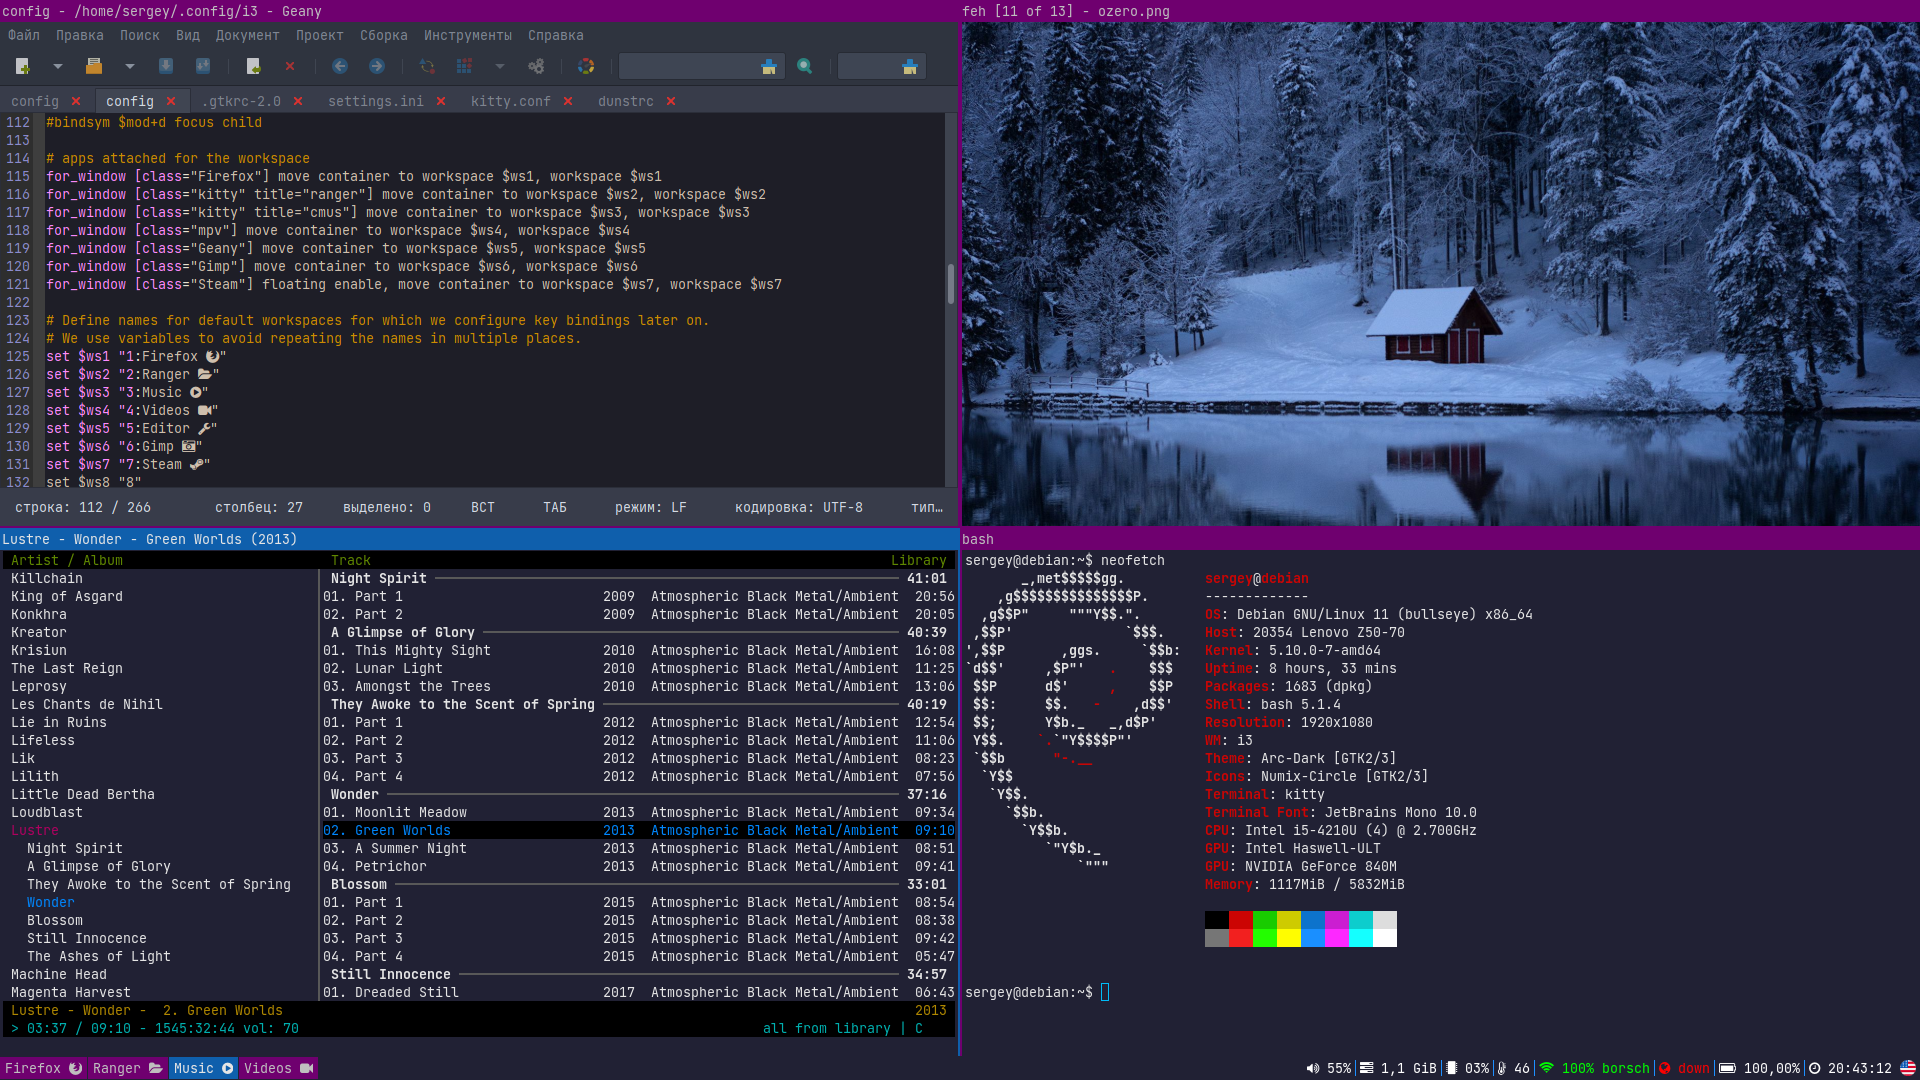 config - /home/sergey/.config/i3 - Geany
Файл Правка Поиск Вид Документ Проект Сборка Инструменты Справка
config config .gtkrc-2.0 settings.ini kitty.conf dunstrc
112 #bindsym $mod+d focus child
113
114 # apps attached for the workspace
115 for_window [class="Firefox"] move container to workspace $ws1, workspace $ws1
116 for_window [class="kitty" title="ranger"] move container to workspace $ws2, workspace $ws2
117 for_window [class="kitty" title="cmus"] move container to workspace $ws3, workspace $ws3
118 for_window [class="mpv"] move container to workspace $ws4, workspace $ws4
119 for_window [class="Geany"] move container to workspace $ws5, workspace $ws5
120 for_window [class="Gimp"] move container to workspace $ws6, workspace $ws6
121 for_window [class="Steam"] floating enable, move container to workspace $ws7, workspace $ws7
122
123 # Define names for default workspaces for which we configure key bindings later on.
124 # We use variables to avoid repeating the names in multiple places.
125 set $ws1 "1:Firefox "
126 set $ws2 "2:Ranger "
127 set $ws3 "3:Music "
128 set $ws4 "4:Videos "
129 set $ws5 "5:Editor "
130 set $ws6 "6:Gimp "
131 set $ws7 "7:Steam "
132 set $ws8 "8"
строка: 112 / 266 столбец: 27 выделено: 0 ВСТ ТАБ режим: LF кодировка: UTF-8 тип…
feh [11 of 13] - ozero.png
Lustre - Wonder - Green Worlds (2013)
Artist / Album
Killchain
King of Asgard
Konkhra
Kreator
Krisiun
The Last Reign
Leprosy
Les Chants de Nihil
Lie in Ruins
Lifeless
Lik
Lilith
Little Dead Bertha
Loudblast
Lustre
Night Spirit
A Glimpse of Glory
They Awoke to the Scent of Spring
Wonder
Blossom
Still Innocence
The Ashes of Light
Machine Head
Magenta Harvest
Track Library
Night Spirit 41:01
01. Part 1 2009 Atmospheric Black Metal/Ambient 20:56
02. Part 2 2009 Atmospheric Black Metal/Ambient 20:05
A Glimpse of Glory 40:39
01. This Mighty Sight 2010 Atmospheric Black Metal/Ambient 16:08
02. Lunar Light 2010 Atmospheric Black Metal/Ambient 11:25
03. Amongst the Trees 2010 Atmospheric Black Metal/Ambient 13:06
They Awoke to the Scent of Spring 40:19
01. Part 1 2012 Atmospheric Black Metal/Ambient 12:54
02. Part 2 2012 Atmospheric Black Metal/Ambient 11:06
03. Part 3 2012 Atmospheric Black Metal/Ambient 08:23
04. Part 4 2012 Atmospheric Black Metal/Ambient 07:56
Wonder 37:16
01. Moonlit Meadow 2013 Atmospheric Black Metal/Ambient 09:34
02. Green Worlds 2013 Atmospheric Black Metal/Ambient 09:10
03. A Summer Night 2013 Atmospheric Black Metal/Ambient 08:51
04. Petrichor 2013 Atmospheric Black Metal/Ambient 09:41
Blossom 33:01
01. Part 1 2015 Atmospheric Black Metal/Ambient 08:54
02. Part 2 2015 Atmospheric Black Metal/Ambient 08:38
03. Part 3 2015 Atmospheric Black Metal/Ambient 09:42
04. Part 4 2015 Atmospheric Black Metal/Ambient 05:47
Still Innocence 34:57
01. Dreaded Still 2017 Atmospheric Black Metal/Ambient 06:43
Lustre - Wonder - 2. Green Worlds 2013
> 03:37 / 09:10 - 1545:32:44 vol: 70 all from library | C
bash
sergey@debian:~$ neofetch
_,met$$$$$gg.
,g$$$$$$$$$$$$$$$P.
,g$$P" """Y$$.".
,$$P' `$$$.
',$$P ,ggs. `$$b:
`d$$' ,$P"' . $$$
$$P d$' , $$P
$$: $$. - ,d$$'
$$; Y$b._ _,d$P'
Y$$. `.`"Y$$$$P"'
`$$b "-.__
`Y$$
`Y$$.
`$$b.
`Y$$b.
`"Y$b._
`"""
sergey@debian
-------------
OS: Debian GNU/Linux 11 (bullseye) x86_64
Host: 20354 Lenovo Z50-70
Kernel: 5.10.0-7-amd64
Uptime: 8 hours, 33 mins
Packages: 1683 (dpkg)
Shell: bash 5.1.4
Resolution: 1920x1080
WM: i3
Theme: Arc-Dark [GTK2/3]
Icons: Numix-Circle [GTK2/3]
Terminal: kitty
Terminal Font: JetBrains Mono 10.0
CPU: Intel i5-4210U (4) @ 2.700GHz
GPU: Intel Haswell-ULT
GPU: NVIDIA GeForce 840M
Memory: 1117MiB / 5832MiB
sergey@debian:~$
Firefox Ranger Music Videos
55% 1,1 GiB 03% 46 100% borsch down 100,00% 20:43:12